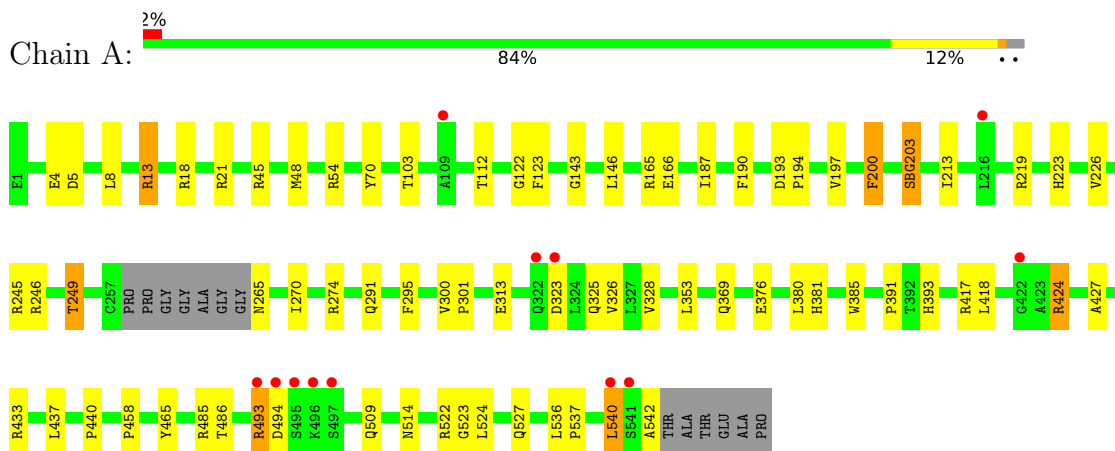 2%
Chain A:
84% 12% • •
E1 E4 D5 L8 R13 R18 R21 R45 M48 R54 Y70 T103 A109 T112 G122 F123 G143 L146 R165 E166 I187 F190 D193 P194 V197 F200 SBG203 I213 L216 R219 H223 V226
R245 R246 T249 C257 PRO PRO GLY GLY ALA GLY GLY N265 I270 R274 Q291 F295 V300 P301 E313 Q322 D323 L324 Q325 V326 L327 V328 L353 Q369 E376 L380 H381 W385 P391 T392 H393 R417 L418 G422 A423 R424 A427
R433 L437 P440 P458 Y465 R485 T486 R493 D494 S495 K496 S497 Q509 N514 R522 G523 L524 Q527 L536 P537 L540 S541 A542 THR ALA THR GLU ALA PRO